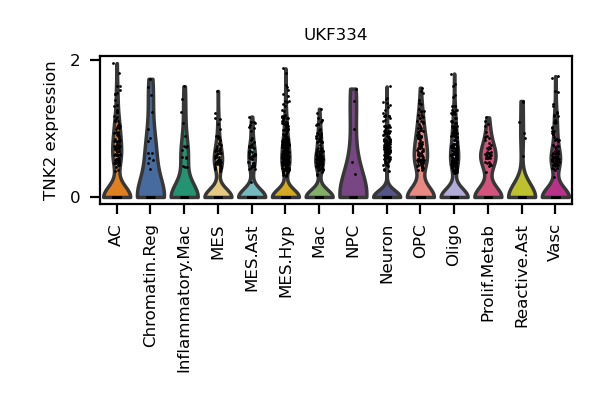 UKF334
TNK2 expression
2
0
AC
Chromatin.Reg
Inflammatory.Mac
MES
MES.Ast
MES.Hyp
Mac
NPC
Neuron
OPC
Oligo
Prolif.Metab
Reactive.Ast
Vasc